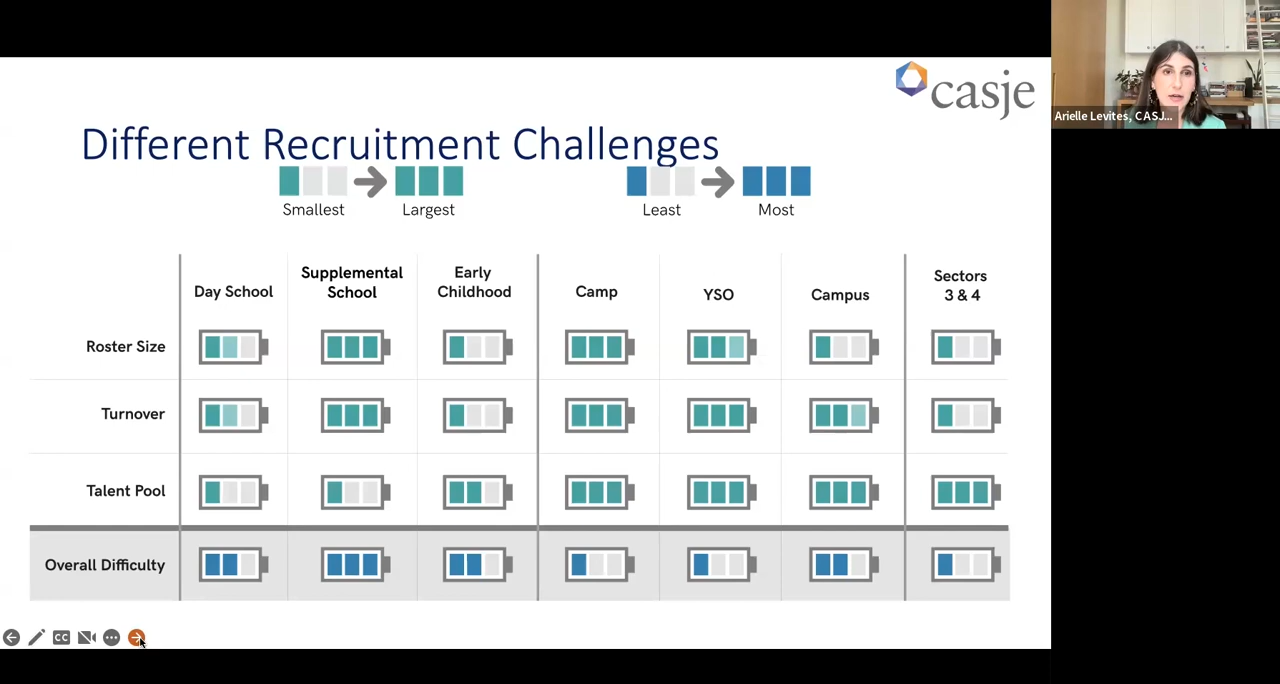 casje
Arielle Levites, CASJ...
Different Recruitment Challenges
Smallest
Largest
Least
Most
Day School
Supplemental
School
Early
Childhood
Camp
YSO
Campus
Sectors
3 & 4
Roster Size
Turnover
Talent Pool
Overall Difficulty
CC